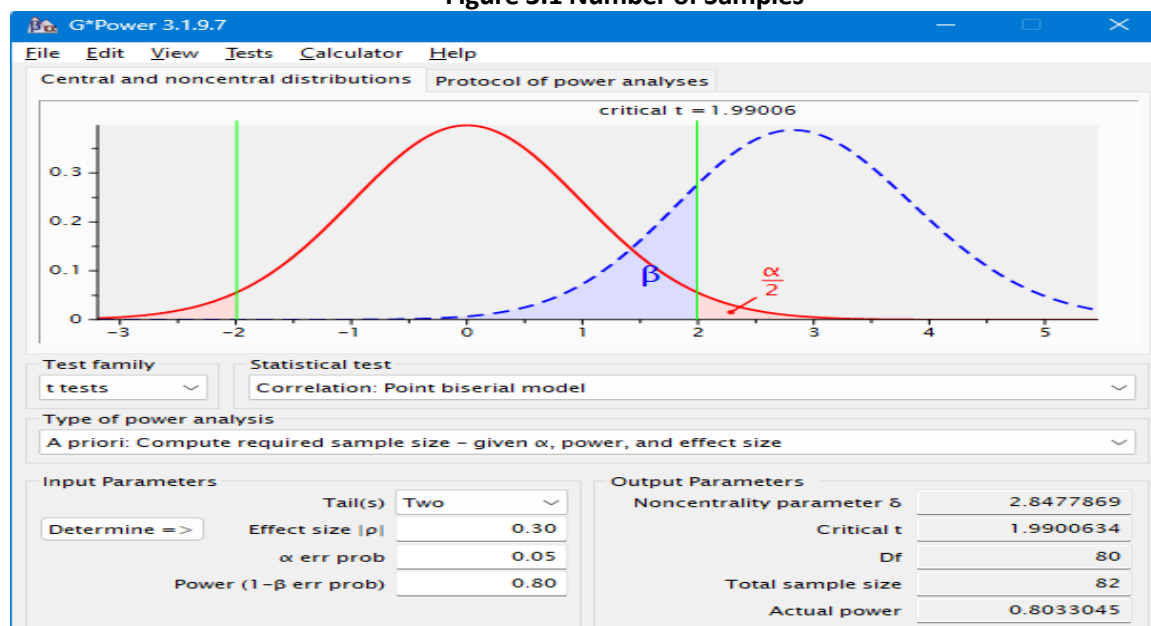 Figure 3.1 Number of Samples
G*Power 3.1.9.7
File Edit View Tests Calculator Help
Central and noncentral distributions Protocol of power analyses
critical t = 1.99006
0.3
0.2
0.1
0
β
α
2
-3 -2 -1 0 1 2 3 4 5
Test family Statistical test
t tests Correlation: Point biserial model
Type of power analysis
A priori: Compute required sample size - given α, power, and effect size
Input Parameters Output Parameters
Tail(s) Two Noncentrality parameter δ 2.8477869
Determine => Effect size |ρ| 0.30 Critical t 1.9900634
α err prob 0.05 Df 80
Power (1-β err prob) 0.80 Total sample size 82
Actual power 0.8033045